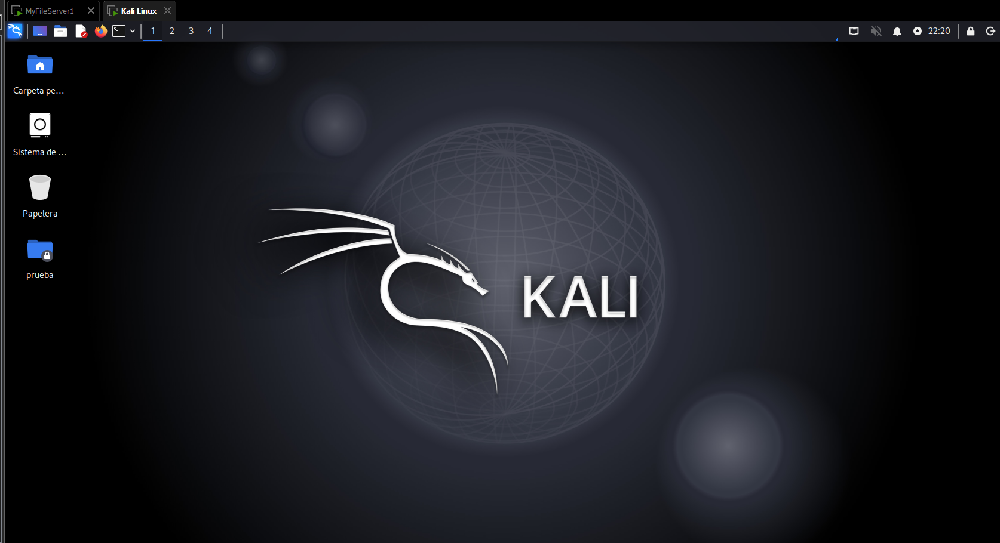 MyFileServer1
Kali Linux
1 2 3 4
22:20
Carpeta pe...
Sistema de ...
Papelera
prueba
KALI